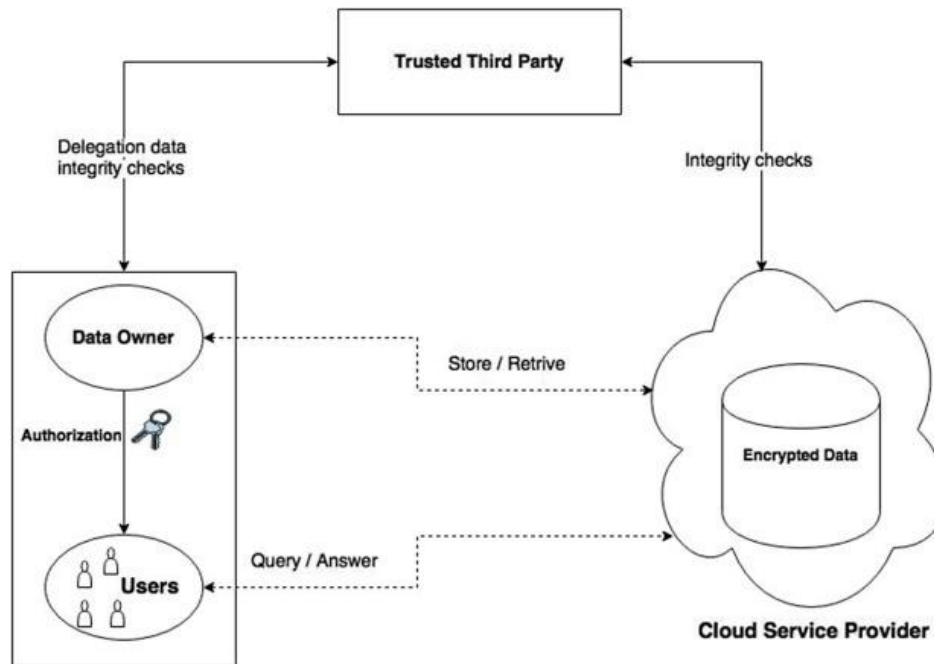 Trusted Third Party
Delegation data
integrity checks
Integrity checks
Data Owner
Store / Retrive
Authorization
Encrypted Data
Query / Answer
Users
Cloud Service Provider